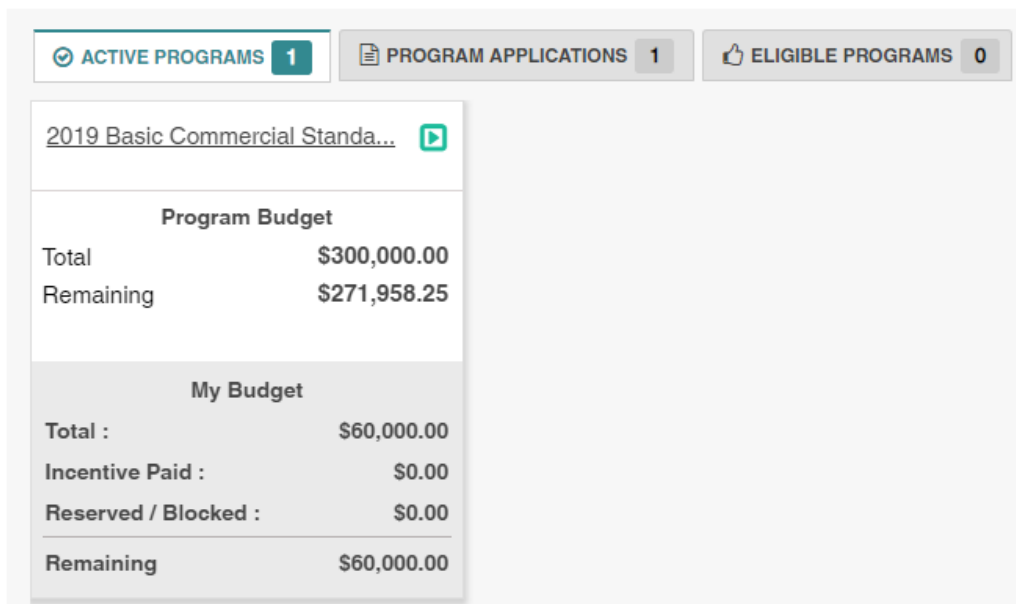 ACTIVE PROGRAMS 1 PROGRAM APPLICATIONS 1 ELIGIBLE PROGRAMS 0
2019 Basic Commercial Standa...
Program Budget
Total $300,000.00
Remaining $271,958.25
My Budget
Total : $60,000.00
Incentive Paid : $0.00
Reserved / Blocked : $0.00
Remaining $60,000.00